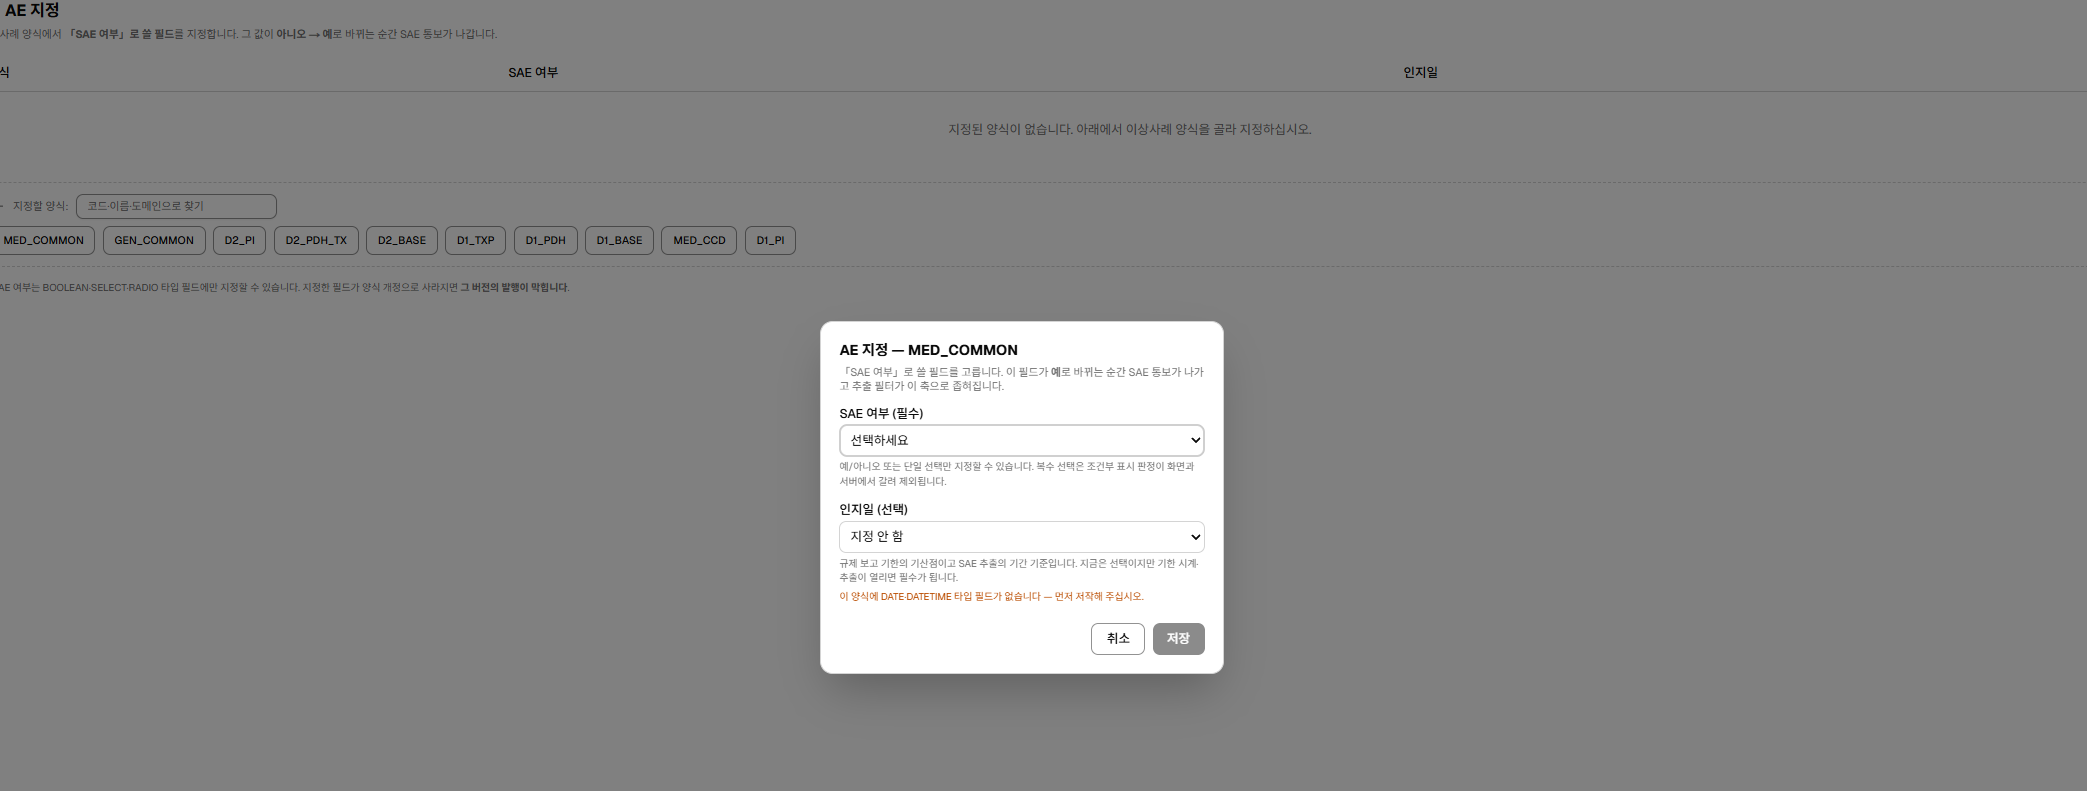 AE 지정
사례 양식에서 「SAE 여부」로 쓸 필드를 지정합니다. 그 값이 아니오 → 예로 바뀌는 순간 SAE 통보가 나갑니다.
식 SAE 여부 인지일
지정된 양식이 없습니다. 아래에서 이상사례 양식을 골라 지정하십시오.
지정할 양식: 코드·이름·도메인으로 찾기
MED_COMMON GEN_COMMON D2_PI D2_PDH_TX D2_BASE D1_TXP D1_PDH D1_BASE MED_CCD D1_PI
AE 여부는 BOOLEAN·SELECT·RADIO 타입 필드에만 지정할 수 있습니다. 지정한 필드가 양식 개정으로 사라지면 그 버전의 발행이 막힙니다.
AE 지정 — MED_COMMON
「SAE 여부」로 쓸 필드를 고릅니다. 이 필드가 예로 바뀌는 순간 SAE 통보가 나가
고 추출 필터가 이 축으로 좁혀집니다.
SAE 여부 (필수)
선택하세요
예/아니오 또는 단일 선택만 지정할 수 있습니다. 복수 선택은 조건부 표시 판정이 화면과
서버에서 갈려 제외됩니다.
인지일 (선택)
지정 안 함
규제 보고 기한의 기산점이고 SAE 추출의 기간 기준입니다. 지금은 선택이지만 기한 시계·
추출이 열리면 필수가 됩니다.
이 양식에 DATE·DATETIME 타입 필드가 없습니다 — 먼저 저작해 주십시오.
취소 저장